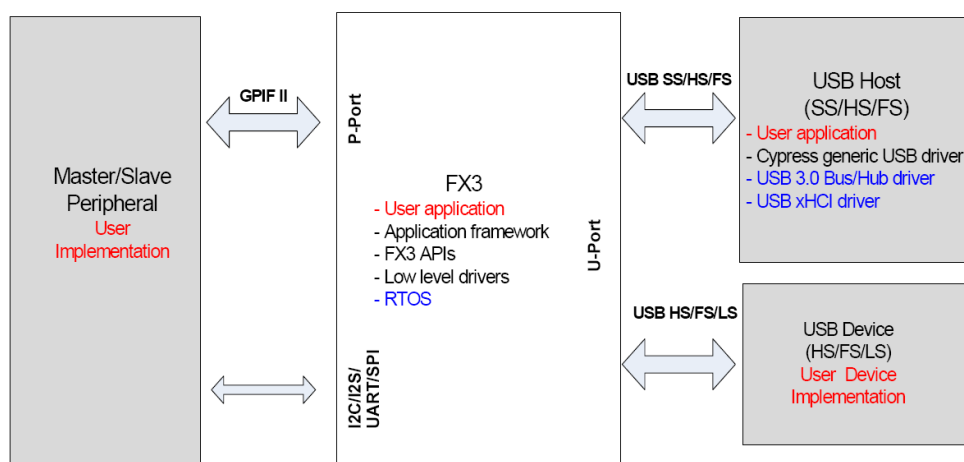 Master/Slave
Peripheral
User
Implementation
GPIF II
P-Port
I2C/I2S/
UART/SPI
FX3
- User application
- Application framework
- FX3 APIs
- Low level drivers
- RTOS
U-Port
USB SS/HS/FS
USB Host
(SS/HS/FS)
- User application
- Cypress generic USB driver
- USB 3.0 Bus/Hub driver
- USB xHCI driver
USB HS/FS/LS
USB Device
(HS/FS/LS)
User Device
Implementation